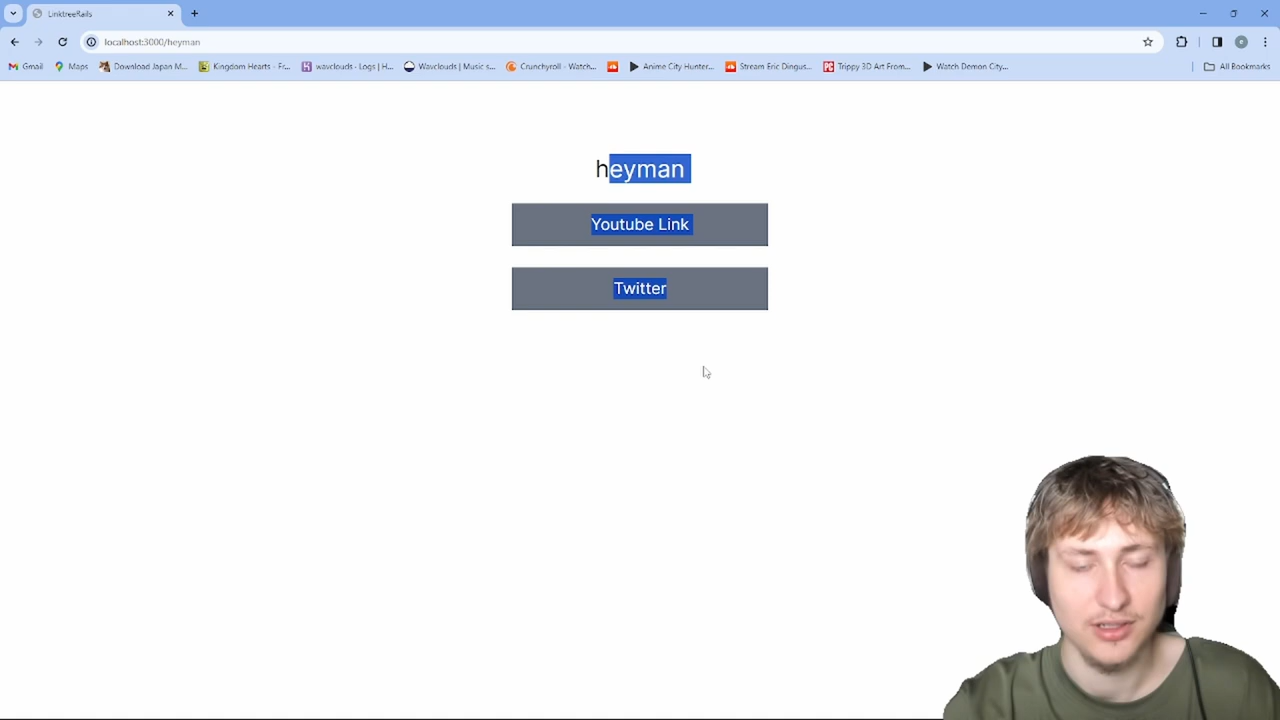 LinktreeRails
localhost:3000/heyman
Gmail
Maps
Download Japan M...
Kingdom Hearts - Fr...
wavclouds - Logs | H...
Wavclouds | Music s...
Crunchyroll - Watch...
Anime City Hunter...
Stream Eric Dingus...
Trippy 3D Art From...
Watch Demon City...
All Bookmarks
heyman
Youtube Link
Twitter